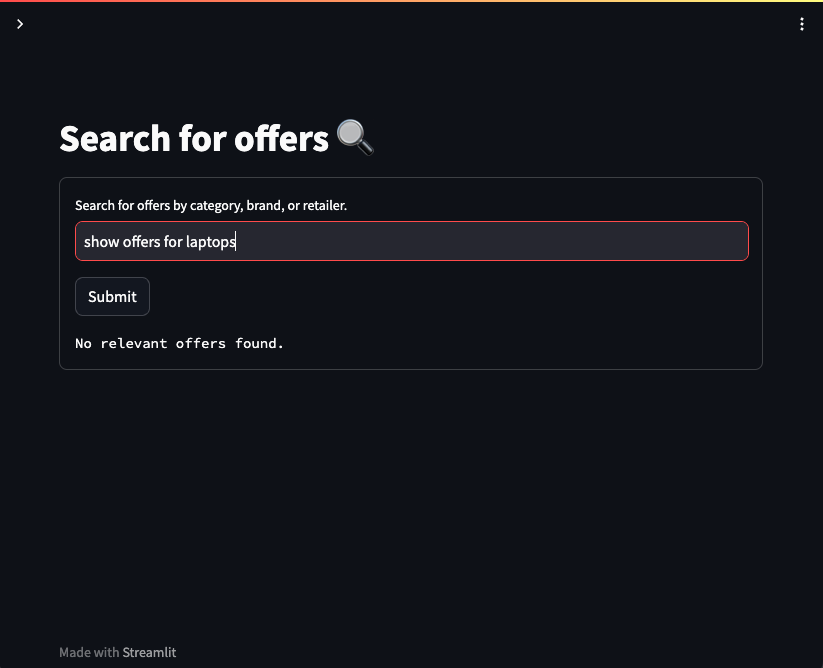 Search for offers
Search for offers by category, brand, or retailer.
show offers for laptops
Submit
No relevant offers found.
Made with Streamlit